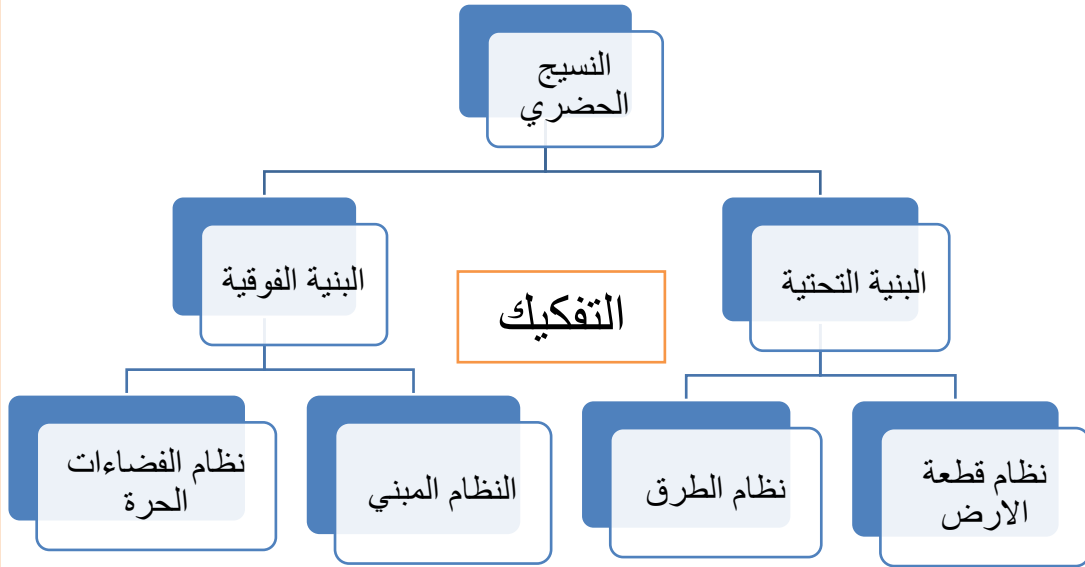 النسيج
الحضري
البنية التحتية
البنية الفوقية
التفكيك
نظام قطعة
الارض
نظام الطرق
النظام المبني
نظام الفضاءات
الحرة